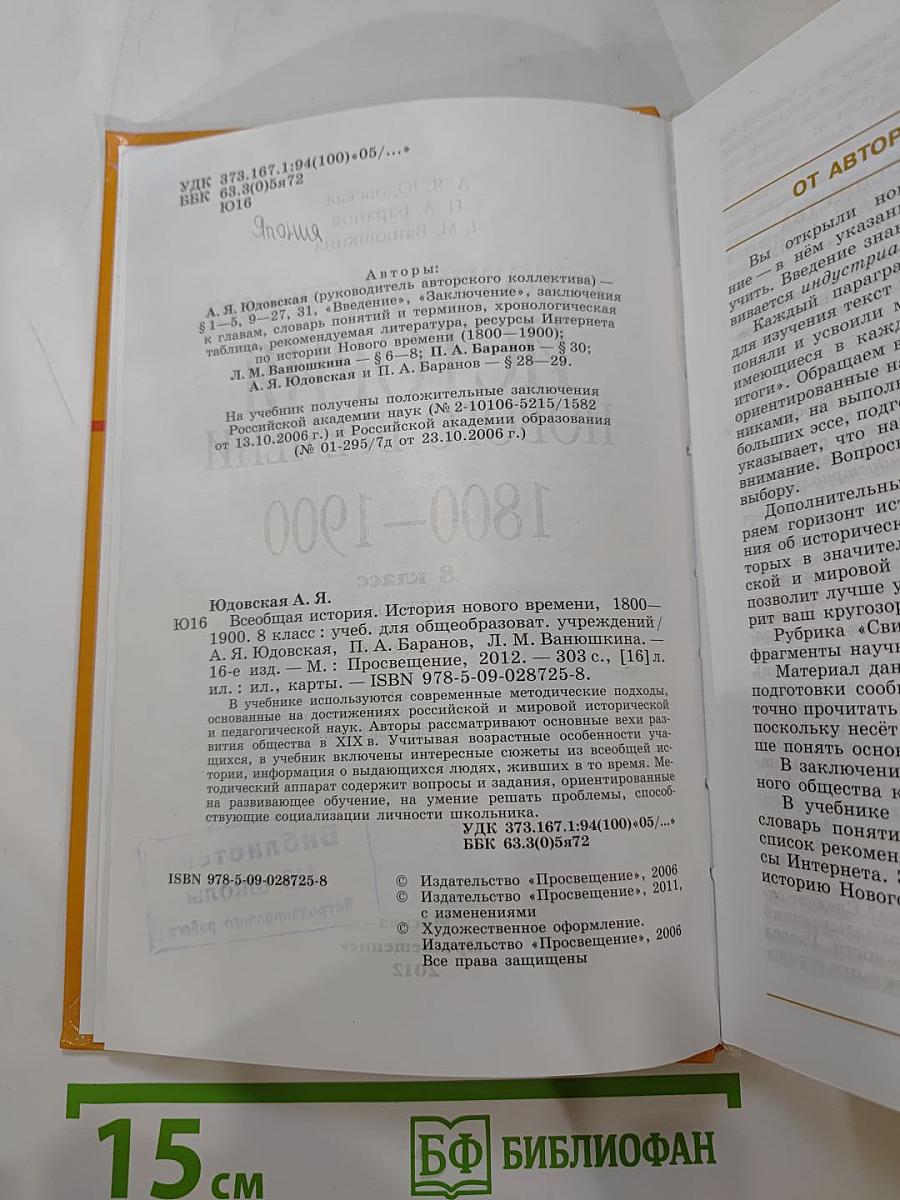 УДК 373.167.1:94(100)«05/...»
ББК 63.3(0)5я72
Ю16
Япония
Авторы:
А. Я. Юдовская (руководитель авторского коллектива) —
§ 1—5, 9—27, 31, «Введение», «Заключение», заключения
к главам, словарь понятий и терминов, хронологическая
таблица, рекомендуемая литература, ресурсы Интернета
по истории Нового времени (1800—1900);
Л. М. Ванюшкина — § 6—8; П. А. Баранов — § 30;
А. Я. Юдовская и П. А. Баранов — § 28—29.
На учебник получены положительные заключения
Российской академии наук (№ 2-10106-5215/1582
от 13.10.2006 г.) и Российской академии образования
(№ 01-295/7д от 23.10.2006 г.)
1800—1900
8 класс
Юдовская А. Я.
Ю16 Всеобщая история. История нового времени, 1800—
1900. 8 класс : учеб. для общеобразоват. учреждений /
А. Я. Юдовская, П. А. Баранов, Л. М. Ванюшкина. —
16-е изд. — М. : Просвещение, 2012. — 303 с., [16] л.
ил. : ил., карты. — ISBN 978-5-09-028725-8.
В учебнике используются современные методические подходы,
основанные на достижениях российской и мировой исторической
и педагогической наук. Авторы рассматривают основные вехи раз-
вития общества в XIX в. Учитывая возрастные особенности уча-
щихся, в учебник включены интересные сюжеты из всеобщей ис-
тории, информация о выдающихся людях, живших в то время. Ме-
тодический аппарат содержит вопросы и задания, ориентированные
на развивающее обучение, на умение решать проблемы, способ-
ствующие социализации личности школьника.
УДК 373.167.1:94(100)«05/...»
ББК 63.3(0)5я72
ISBN 978-5-09-028725-8
© Издательство «Просвещение», 2006
© Издательство «Просвещение», 2011,
с изменениями
© Художественное оформление.
Издательство «Просвещение», 2006
Все права защищены
2012
ОТ АВТОР
Вы открыли нов
ние — в нём указан
учить. Введение зна
вивается индустриа
Каждый парагра
для изучения текст
поняли и усвоили м
имеющиеся в кажд
итоги». Обращаем в
ориентированные на
никами, на выполн
больших эссе, подго
указывает, что на
внимание. Вопрос
выбору.
Дополнительны
ряем горизонт ист
ния об историческ
торых в значител
ской и мировой
позволит лучше у
рит ваш кругозор
Рубрика «Сви
фрагменты научн
Материал дан
подготовки сооб
точно прочитать
поскольку несёт
ше понять осно
В заключени
ного общества к
В учебнике
словарь поняти
список рекомен
сы Интернета. З
историю Нового
15 см
БФ БИБЛИОФАН